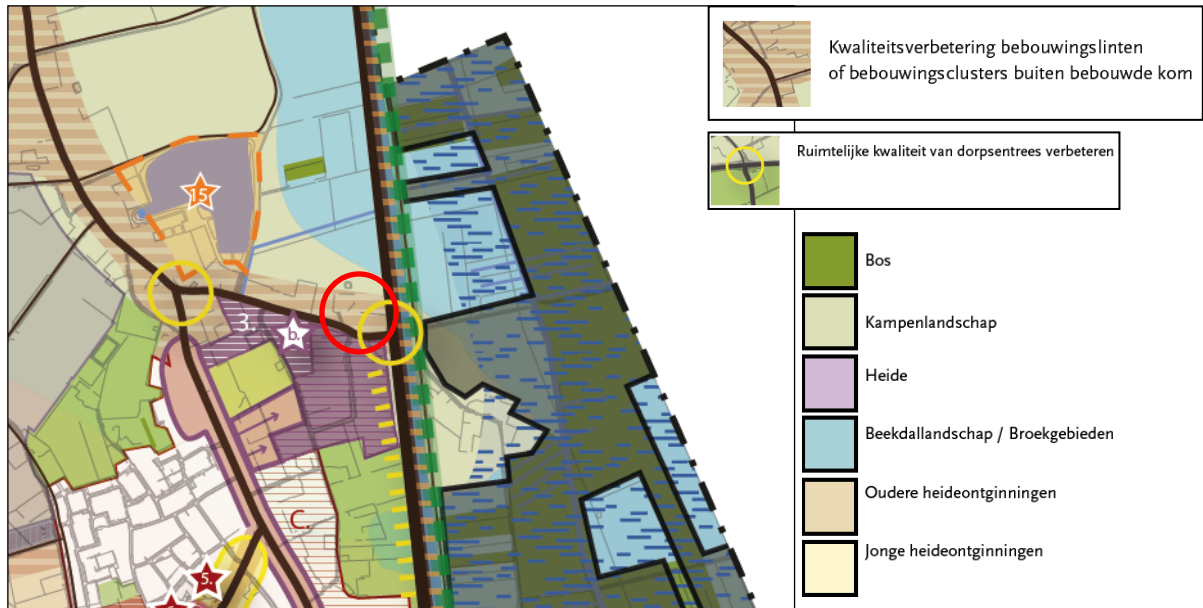 Kwaliteitsverbetering bebouwingslinten
of bebouwingsclusters buiten bebouwde kom
Ruimtelijke kwaliteit van dorpsentrees verbeteren
15
3.
b.
Bos
Kampenlandschap
Heide
Beekdallandschap / Broekgebieden
Oudere heideontginningen
C.
Jonge heideontginningen
5.